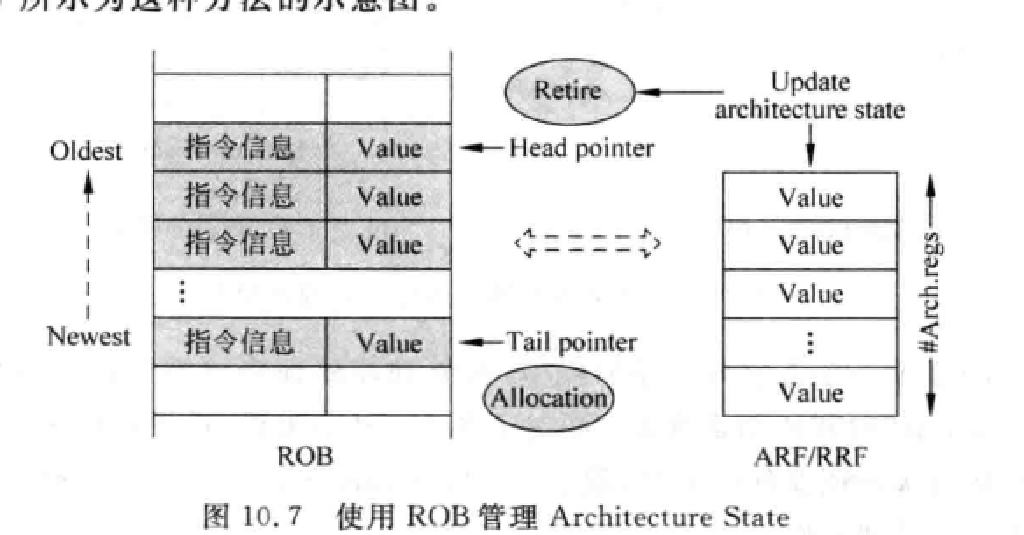 所示为这种方法的示意图。
Retire
Update
architecture state
Oldest
指令信息 Value
Head pointer
指令信息 Value
Value
指令信息 Value
Value
⋮
Value
#Arch.regs
Newest
指令信息 Value
Tail pointer
⋮
Allocation
Value
ROB
ARF/RRF
图 10.7 使用 ROB 管理 Architecture State